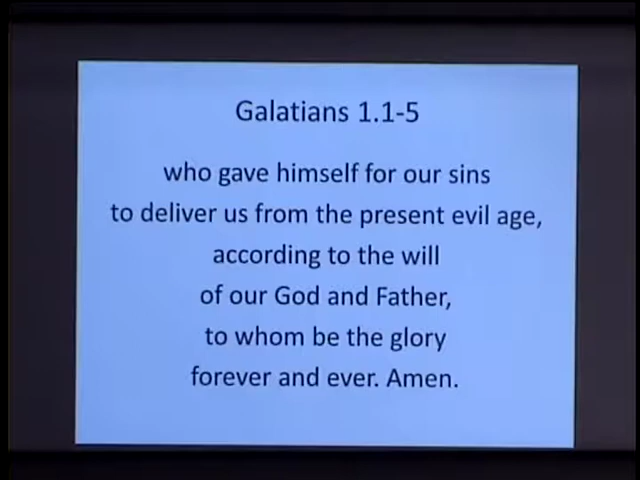 Galatians 1.1-5
who gave himself for our sins
to deliver us from the present evil age,
according to the will
of our God and Father,
to whom be the glory
forever and ever. Amen.